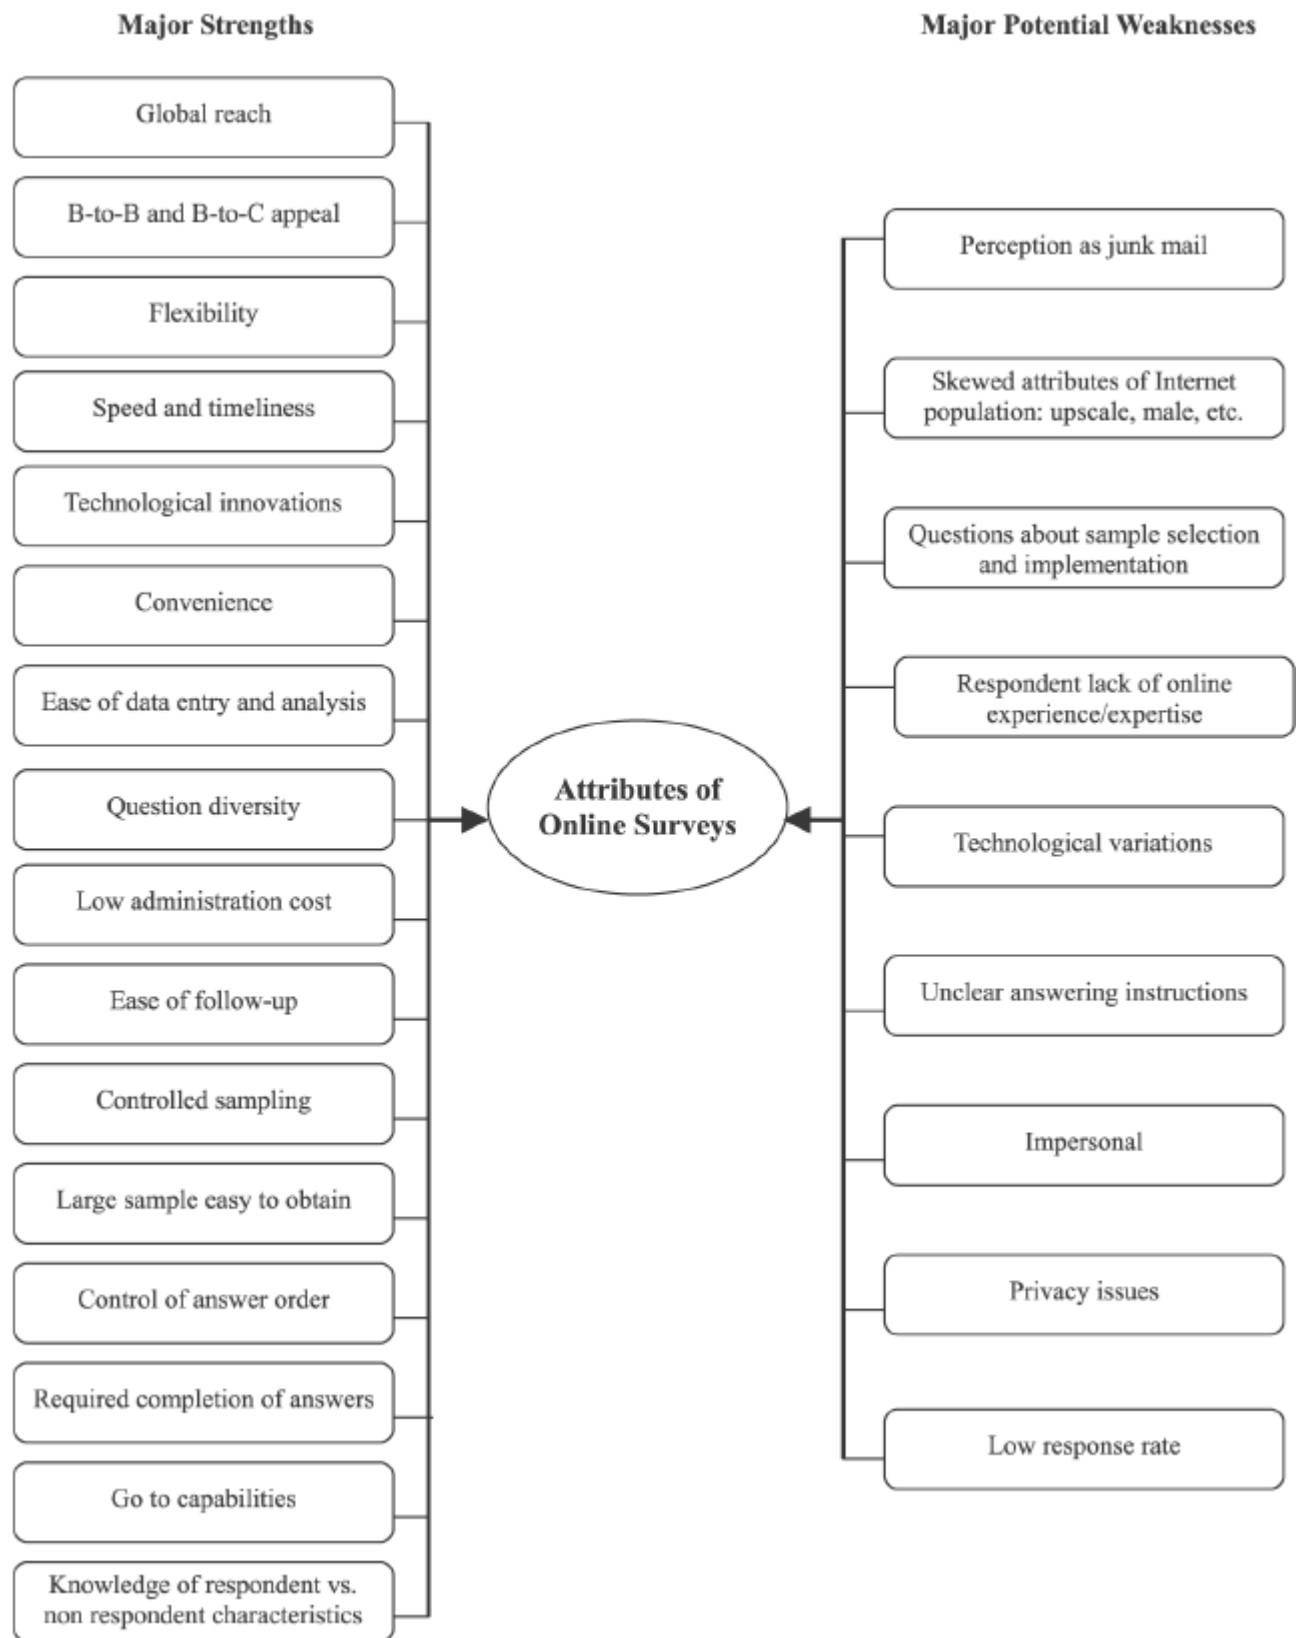 Major Strengths
Global reach
B-to-B and B-to-C appeal
Flexibility
Speed and timeliness
Technological innovations
Convenience
Ease of data entry and analysis
Question diversity
Low administration cost
Ease of follow-up
Controlled sampling
Large sample easy to obtain
Control of answer order
Required completion of answers
Go to capabilities
Knowledge of respondent vs.
non respondent characteristics
Attributes of
Online Surveys
Major Potential Weaknesses
Perception as junk mail
Skewed attributes of Internet
population: upscale, male, etc.
Questions about sample selection
and implementation
Respondent lack of online
experience/expertise
Technological variations
Unclear answering instructions
Impersonal
Privacy issues
Low response rate